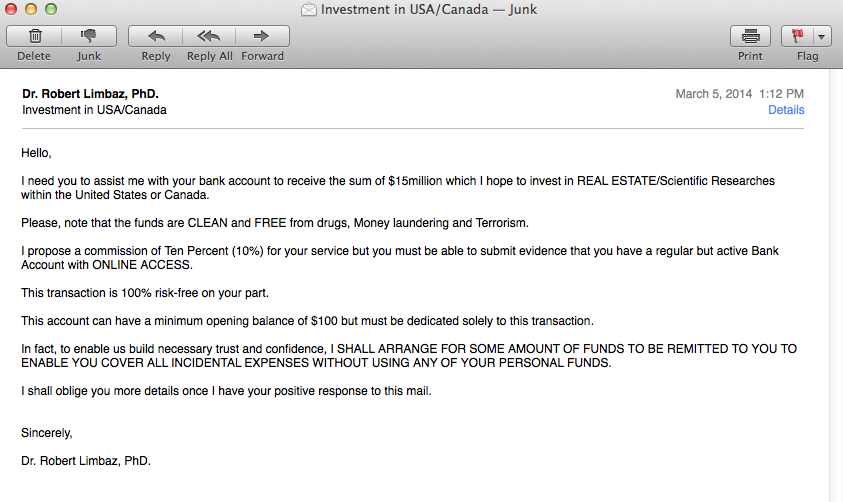 Investment in USA/Canada — Junk
Delete Junk Reply Reply All Forward Print Flag
Dr. Robert Limbaz, PhD. March 5, 2014 1:12 PM
Investment in USA/Canada Details
Hello,
I need you to assist me with your bank account to receive the sum of $15million which I hope to invest in REAL ESTATE/Scientific Researches
within the United States or Canada.
Please, note that the funds are CLEAN and FREE from drugs, Money laundering and Terrorism.
I propose a commission of Ten Percent (10%) for your service but you must be able to submit evidence that you have a regular but active Bank
Account with ONLINE ACCESS.
This transaction is 100% risk-free on your part.
This account can have a minimum opening balance of $100 but must be dedicated solely to this transaction.
In fact, to enable us build necessary trust and confidence, I SHALL ARRANGE FOR SOME AMOUNT OF FUNDS TO BE REMITTED TO YOU TO
ENABLE YOU COVER ALL INCIDENTAL EXPENSES WITHOUT USING ANY OF YOUR PERSONAL FUNDS.
I shall oblige you more details once I have your positive response to this mail.
Sincerely,
Dr. Robert Limbaz, PhD.